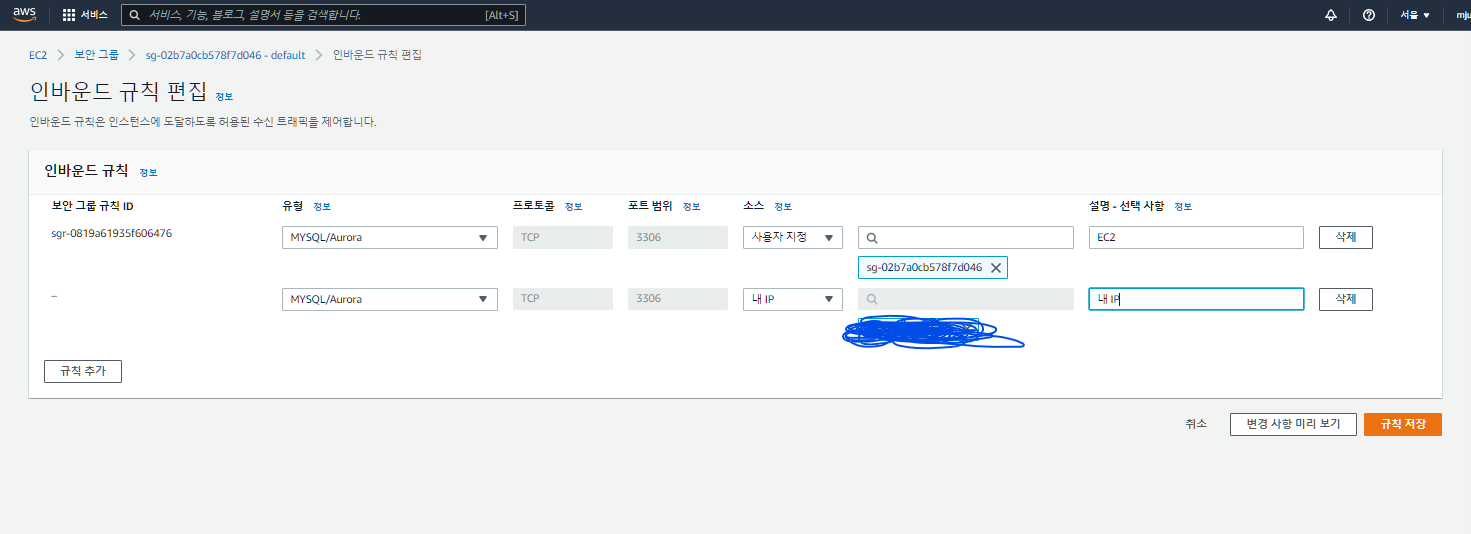 aws 서비스 서비스, 기능, 블로그, 설명서 등을 검색합니다. [Alt+S] 서울 ▼ mju
EC2 > 보안 그룹 > sg-02b7a0cb578f7d046 - default > 인바운드 규칙 편집
인바운드 규칙 편집 정보
인바운드 규칙은 인스턴스에 도달하도록 허용된 수신 트래픽을 제어합니다.
인바운드 규칙 정보
보안 그룹 규칙 ID 유형 정보 프로토콜 정보 포트 범위 정보 소스 정보 설명 - 선택 사항 정보
sgr-0819a61935f606476 MYSQL/Aurora TCP 3306 사용자 지정 EC2 삭제
sg-02b7a0cb578f7d046
– MYSQL/Aurora TCP 3306 내 IP 내 IP 삭제
규칙 추가
취소 변경 사항 미리 보기 규칙 저장